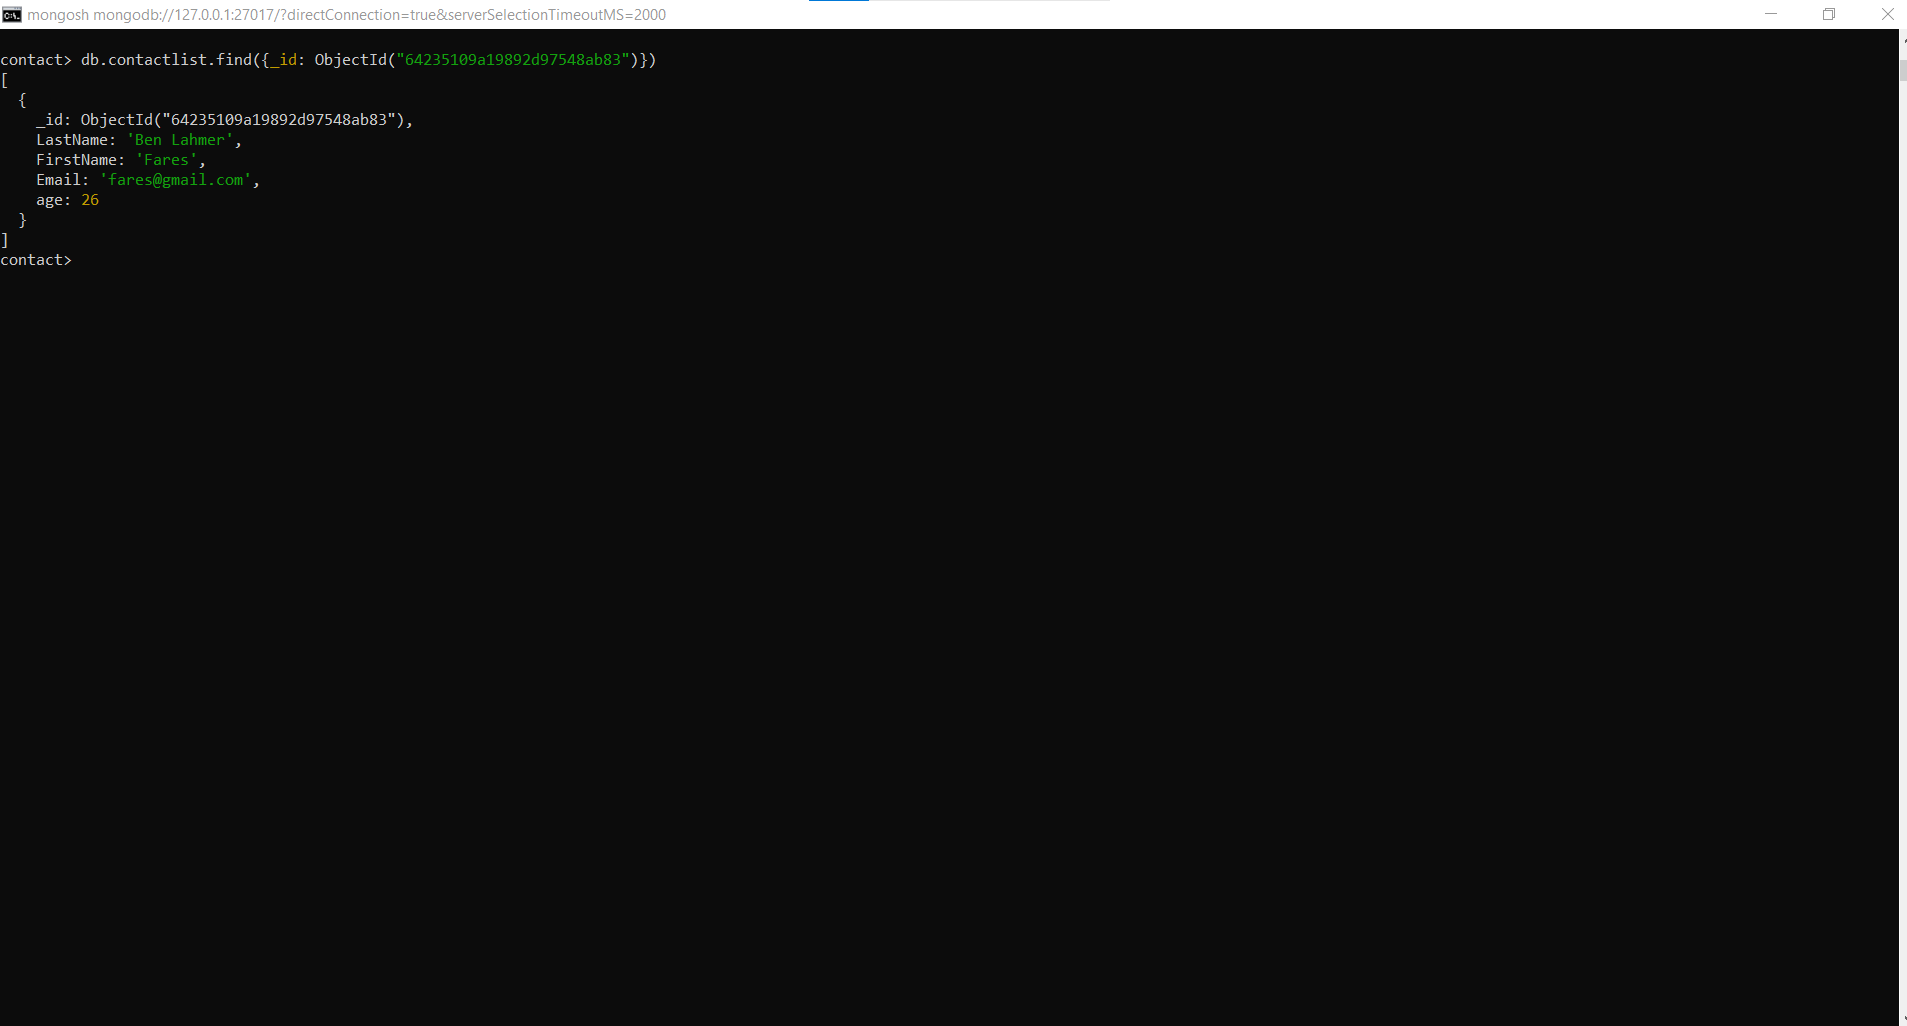 mongosh mongodb://127.0.0.1:27017/?directConnection=true&serverSelectionTimeoutMS=2000
contact> db.contactlist.find({_id: ObjectId("64235109a19892d97548ab83")})
[
  {
    _id: ObjectId("64235109a19892d97548ab83"),
    LastName: 'Ben Lahmer',
    FirstName: 'Fares',
    Email: 'fares@gmail.com',
    age: 26
  }
]
contact>